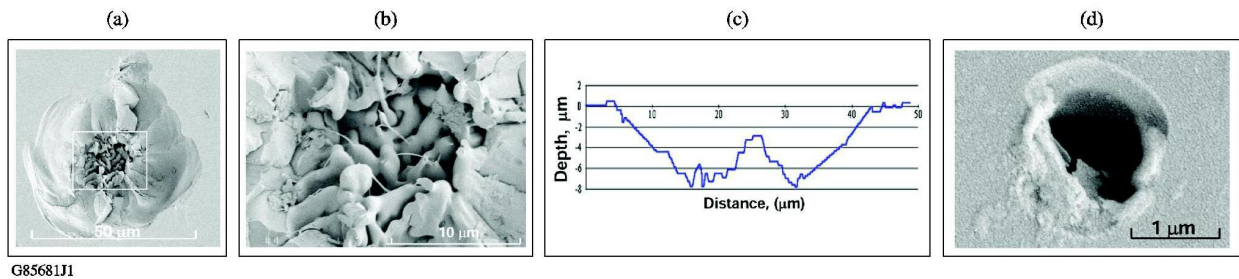 (a)
(b)
(c)
(d)
50 μm
10 μm
2
0
-2
-4
-6
-8
10
20
30
40
50
Depth, μm
Distance, (μm)
1 μm
G85681J1